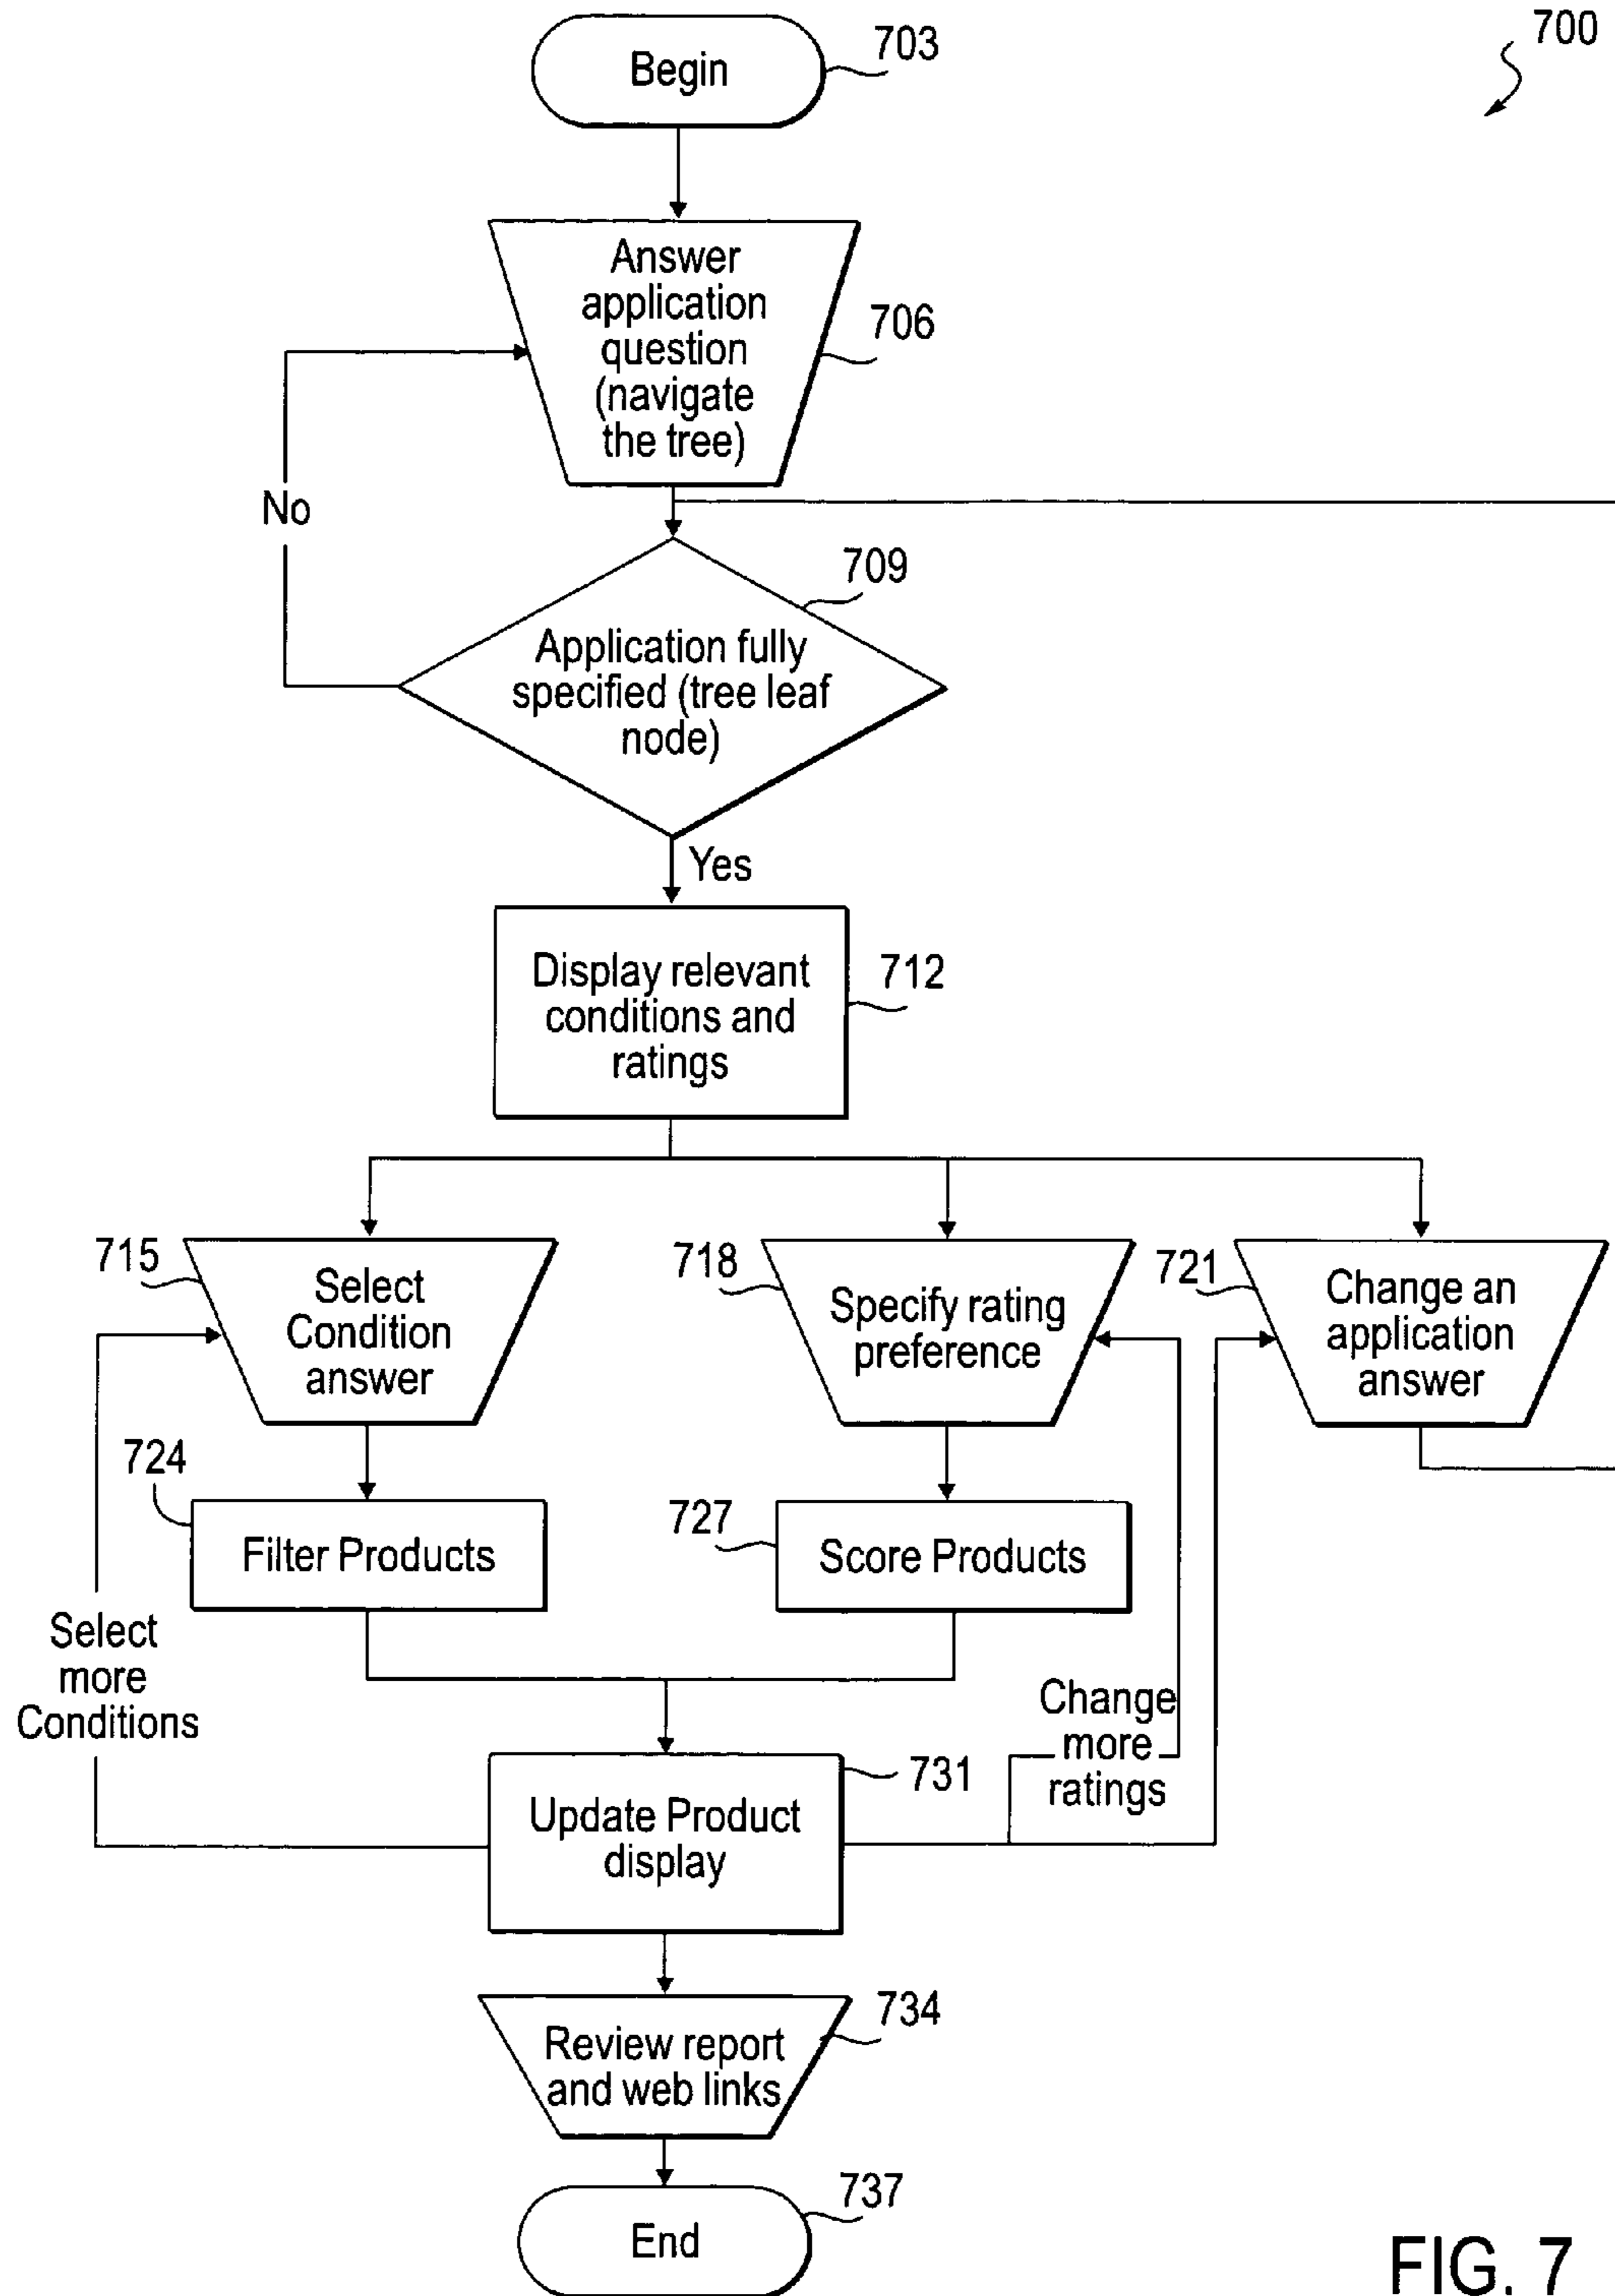 700
Begin
703
Answer
application
question
(navigate
the tree)
706
No
709
Application fully
specified (tree leaf
node)
Yes
Display relevant
conditions and
ratings
712
715
Select
Condition
answer
718
Specify rating
preference
721
Change an
application
answer
724
Filter Products
727
Score Products
Select
more
Conditions
Change
more
ratings
731
Update Product
display
734
Review report
and web links
737
End
FIG. 7